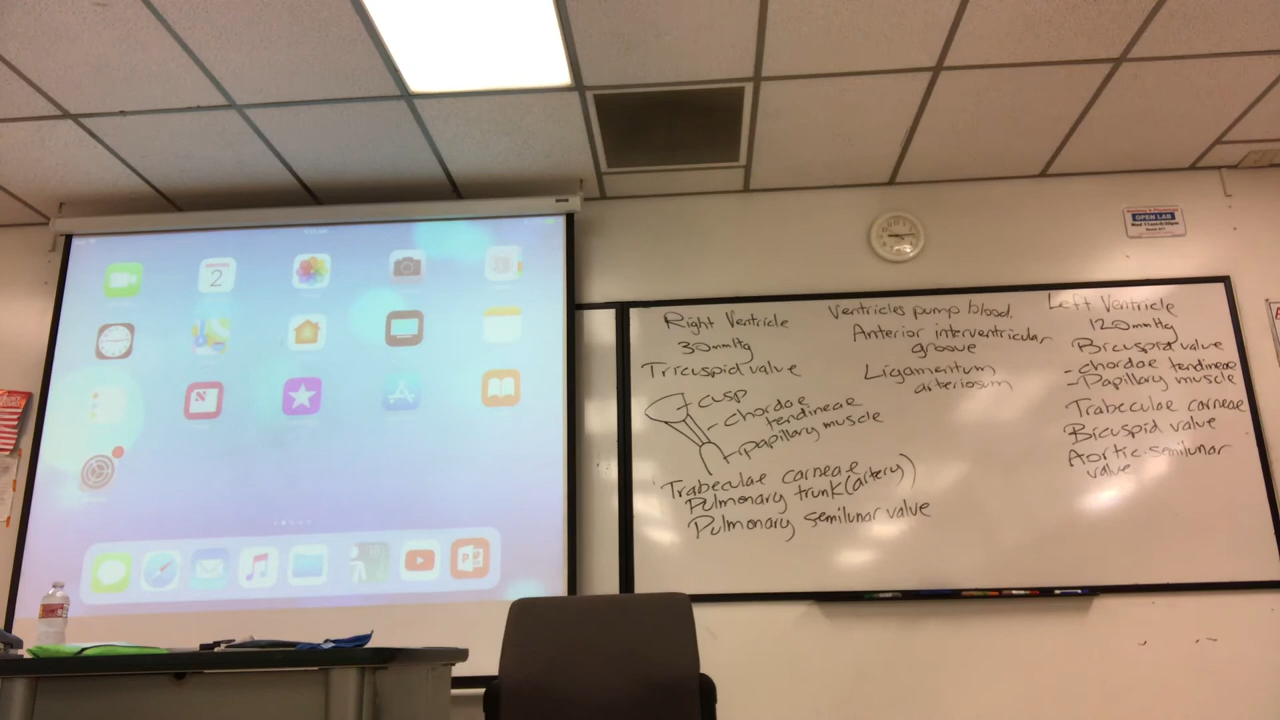 2
OPEN LAB
Right Ventricle
30mmHg
Tricuspid valve
cusp
- chordae
tendineae
papillary muscle
Trabeculae carneae
Pulmonary trunk (artery)
Pulmonary semilunar valve
Ventricles pump blood.
Anterior interventricular
groove
Ligamentum
arteriosum
Left Ventricle
120mmHg
Bicuspid valve
- chordae tendineae
- Papillary muscle
Trabeculae carneae
Bicuspid valve
Aortic semilunar
valve